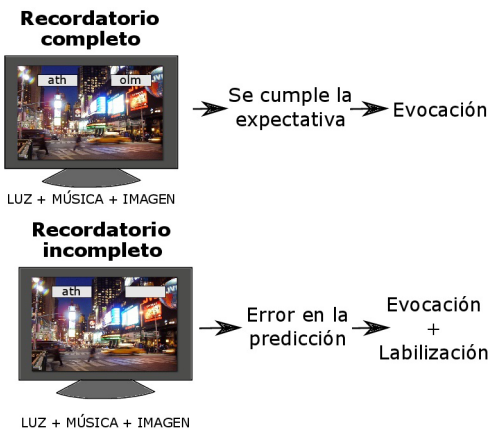 Recordatorio
completo
ath olm
Se cumple la
expectativa
Evocación
LUZ + MÚSICA + IMAGEN
Recordatorio
incompleto
ath
Error en la
predicción
Evocación
+
Labilización
LUZ + MÚSICA + IMAGEN